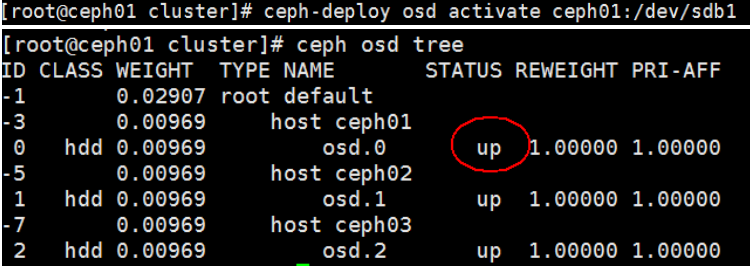 [root@ceph01 cluster]# ceph-deploy osd activate ceph01:/dev/sdb1
[root@ceph01 cluster]# ceph osd tree
ID CLASS WEIGHT  TYPE NAME       STATUS REWEIGHT PRI-AFF
-1       0.02907 root default
-3       0.00969     host ceph01
 0   hdd 0.00969         osd.0       up  1.00000 1.00000
-5       0.00969     host ceph02
 1   hdd 0.00969         osd.1       up  1.00000 1.00000
-7       0.00969     host ceph03
 2   hdd 0.00969         osd.2       up  1.00000 1.00000